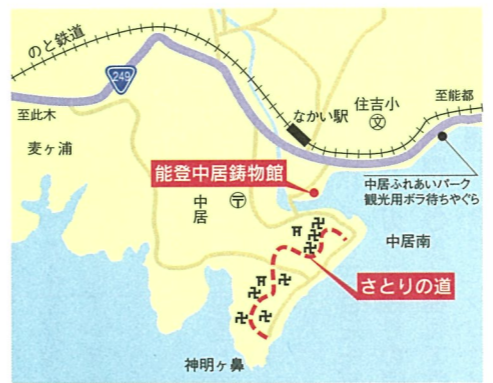 のと鉄道
249
至此木
麦ヶ浦
なかい駅
住吉小
文
至能都
能登中居鋳物館
中居
〒
中居ふれあいパーク
観光用ボラ待ちやぐら
中居南
さとりの道
神明ヶ鼻